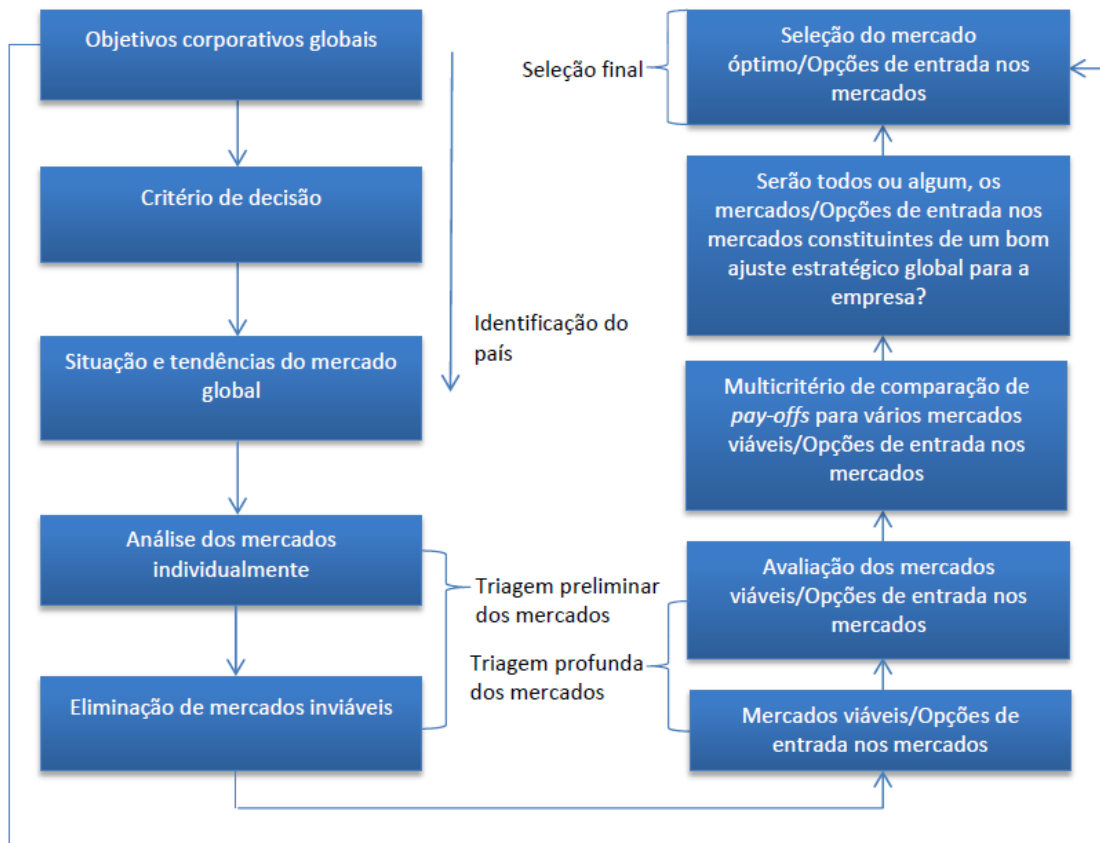 Objetivos corporativos globais
Critério de decisão
Situação e tendências do mercado
global
Identificação do
país
Análise dos mercados
individualmente
Eliminação de mercados inviáveis
Triagem preliminar
dos mercados
Triagem profunda
dos mercados
Mercados viáveis/Opções de
entrada nos mercados
Avaliação dos mercados
viáveis/Opções de entrada nos
mercados
Multicritério de comparação de
pay-offs para vários mercados
viáveis/Opções de entrada nos
mercados
Serão todos ou algum, os
mercados/Opções de entrada nos
mercados constituintes de um bom
ajuste estratégico global para a
empresa?
Seleção final
Seleção do mercado
óptimo/Opções de entrada nos
mercados